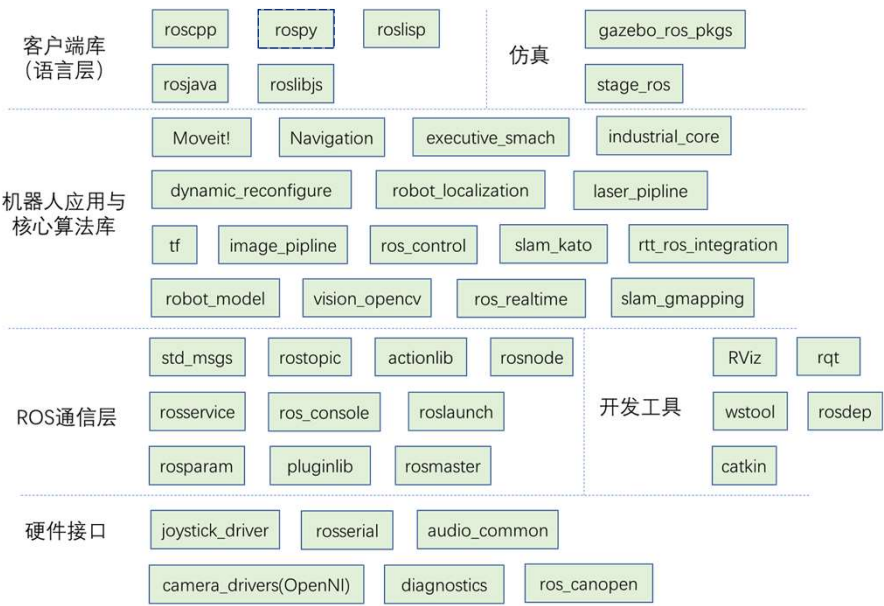 客户端库
（语言层）
roscpp
rospy
roslisp
rosjava
roslibjs
仿真
gazebo_ros_pkgs
stage_ros
机器人应用与
核心算法库
Moveit!
Navigation
executive_smach
industrial_core
dynamic_reconfigure
robot_localization
laser_pipline
tf
image_pipline
ros_control
slam_kato
rtt_ros_integration
robot_model
vision_opencv
ros_realtime
slam_gmapping
ROS通信层
std_msgs
rostopic
actionlib
rosnode
rosservice
ros_console
roslaunch
rosparam
pluginlib
rosmaster
开发工具
RViz
rqt
wstool
rosdep
catkin
硬件接口
joystick_driver
rosserial
audio_common
camera_drivers(OpenNI)
diagnostics
ros_canopen